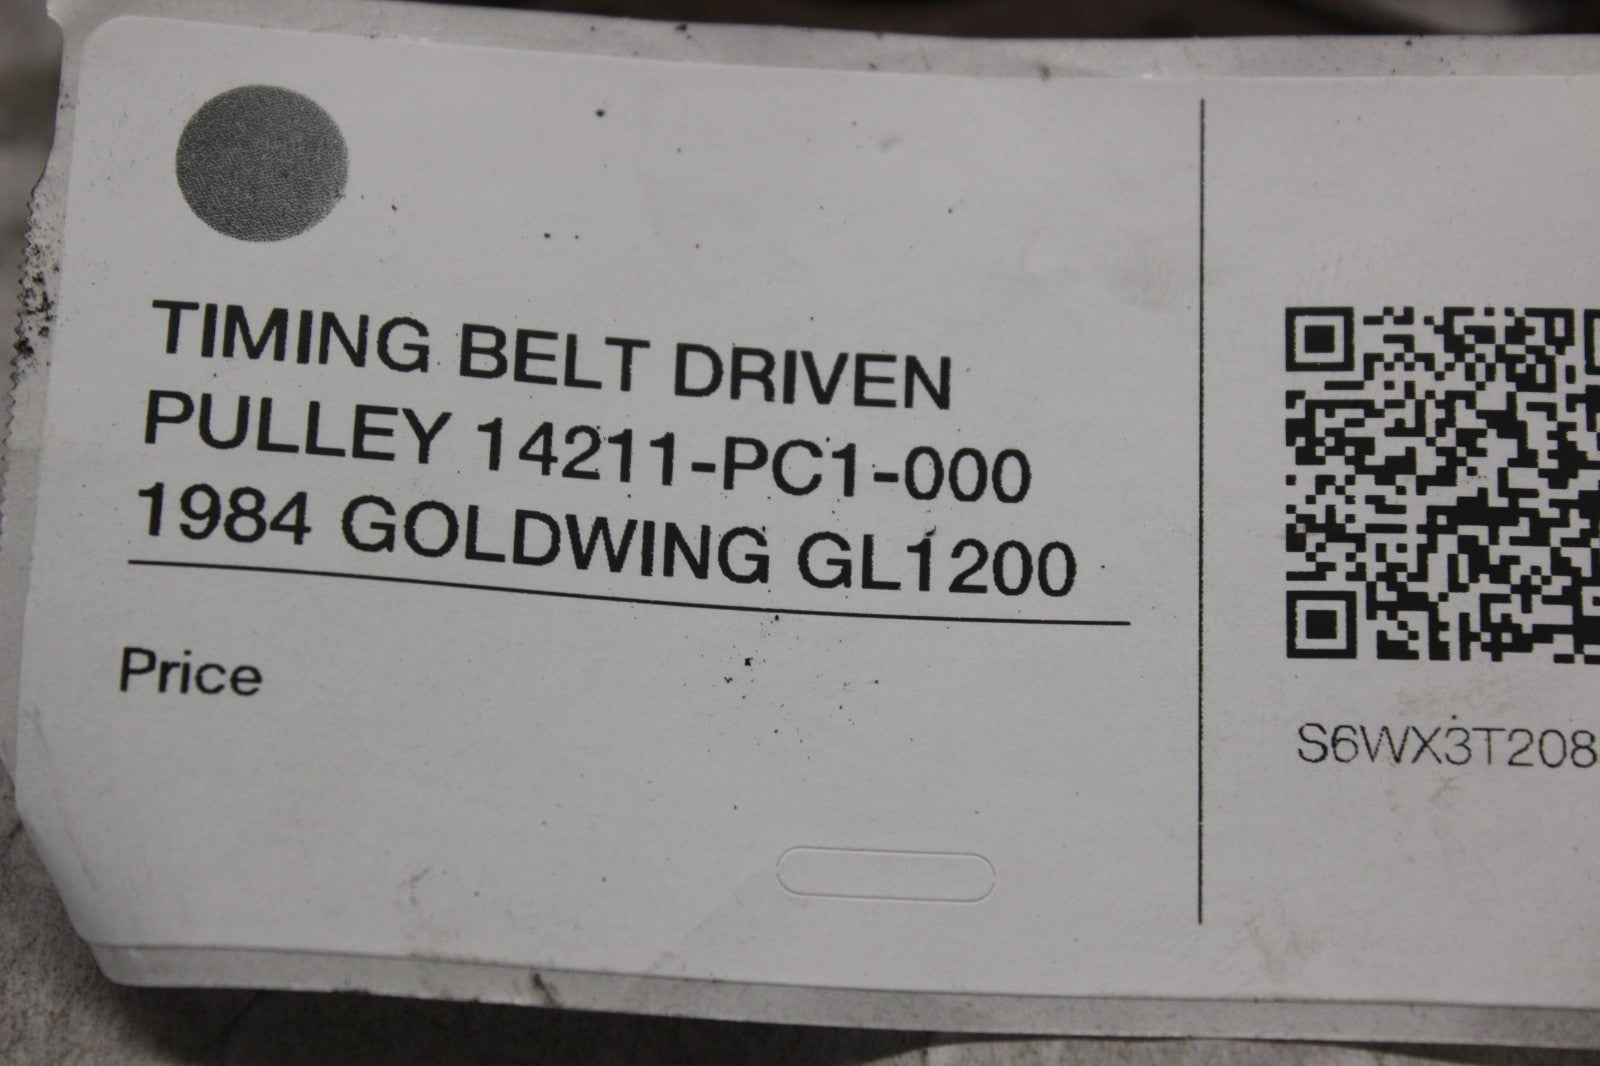 TIMING BELT DRIVEN
PULLEY 14211-PC1-000
1984 GOLDWING GL1200
Price
S6WX3T208